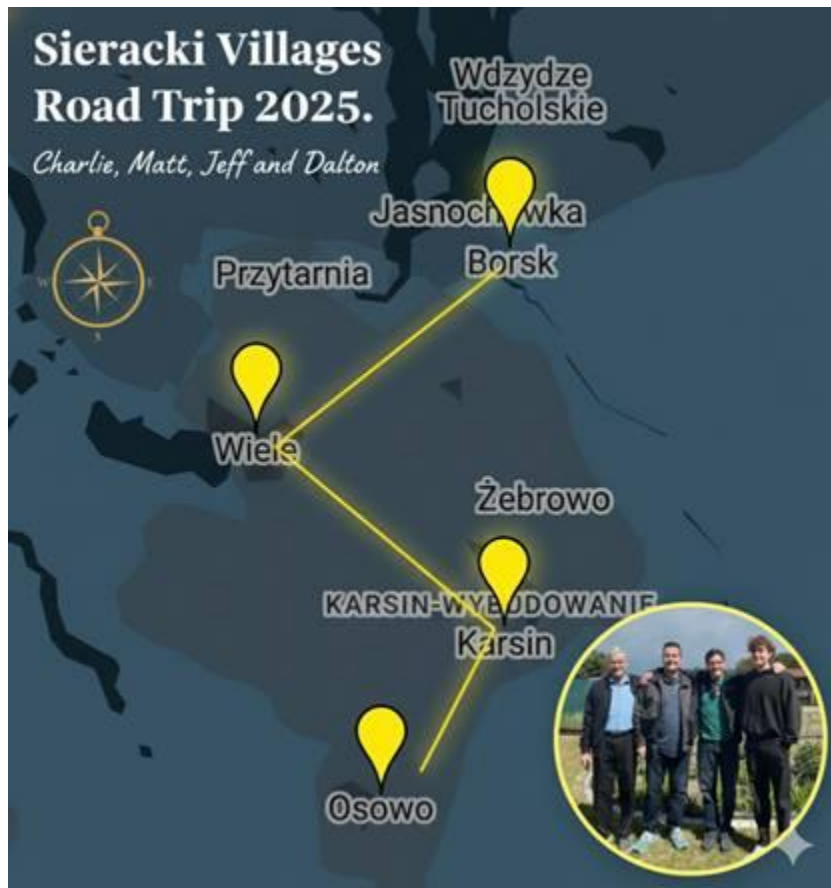 Sieracki Villages
Road Trip 2025.
Charlie, Matt, Jeff and Dalton
Wdzydze
Tucholskie
Borsk
Przytarnia
W
E
S
Wiele
Żebrowo
Karsin
Osowo